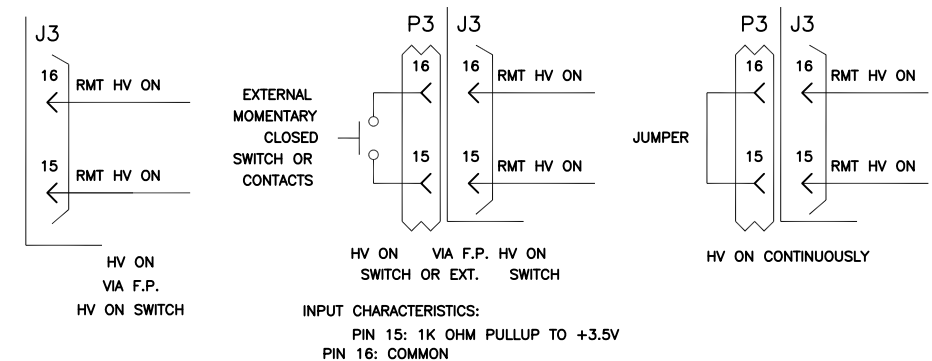 J3
16
RMT HV ON
15
RMT HV ON
HV ON
VIA F.P.
HV ON SWITCH
P3 J3
EXTERNAL
MOMENTARY
CLOSED
SWITCH OR
CONTACTS
16 16
RMT HV ON
15 15
RMT HV ON
HV ON VIA F.P. HV ON
SWITCH OR EXT. SWITCH
P3 J3
JUMPER
16 16
RMT HV ON
15 15
RMT HV ON
HV ON CONTINUOUSLY
INPUT CHARACTERISTICS:
PIN 15: 1K OHM PULLUP TO +3.5V
PIN 16: COMMON